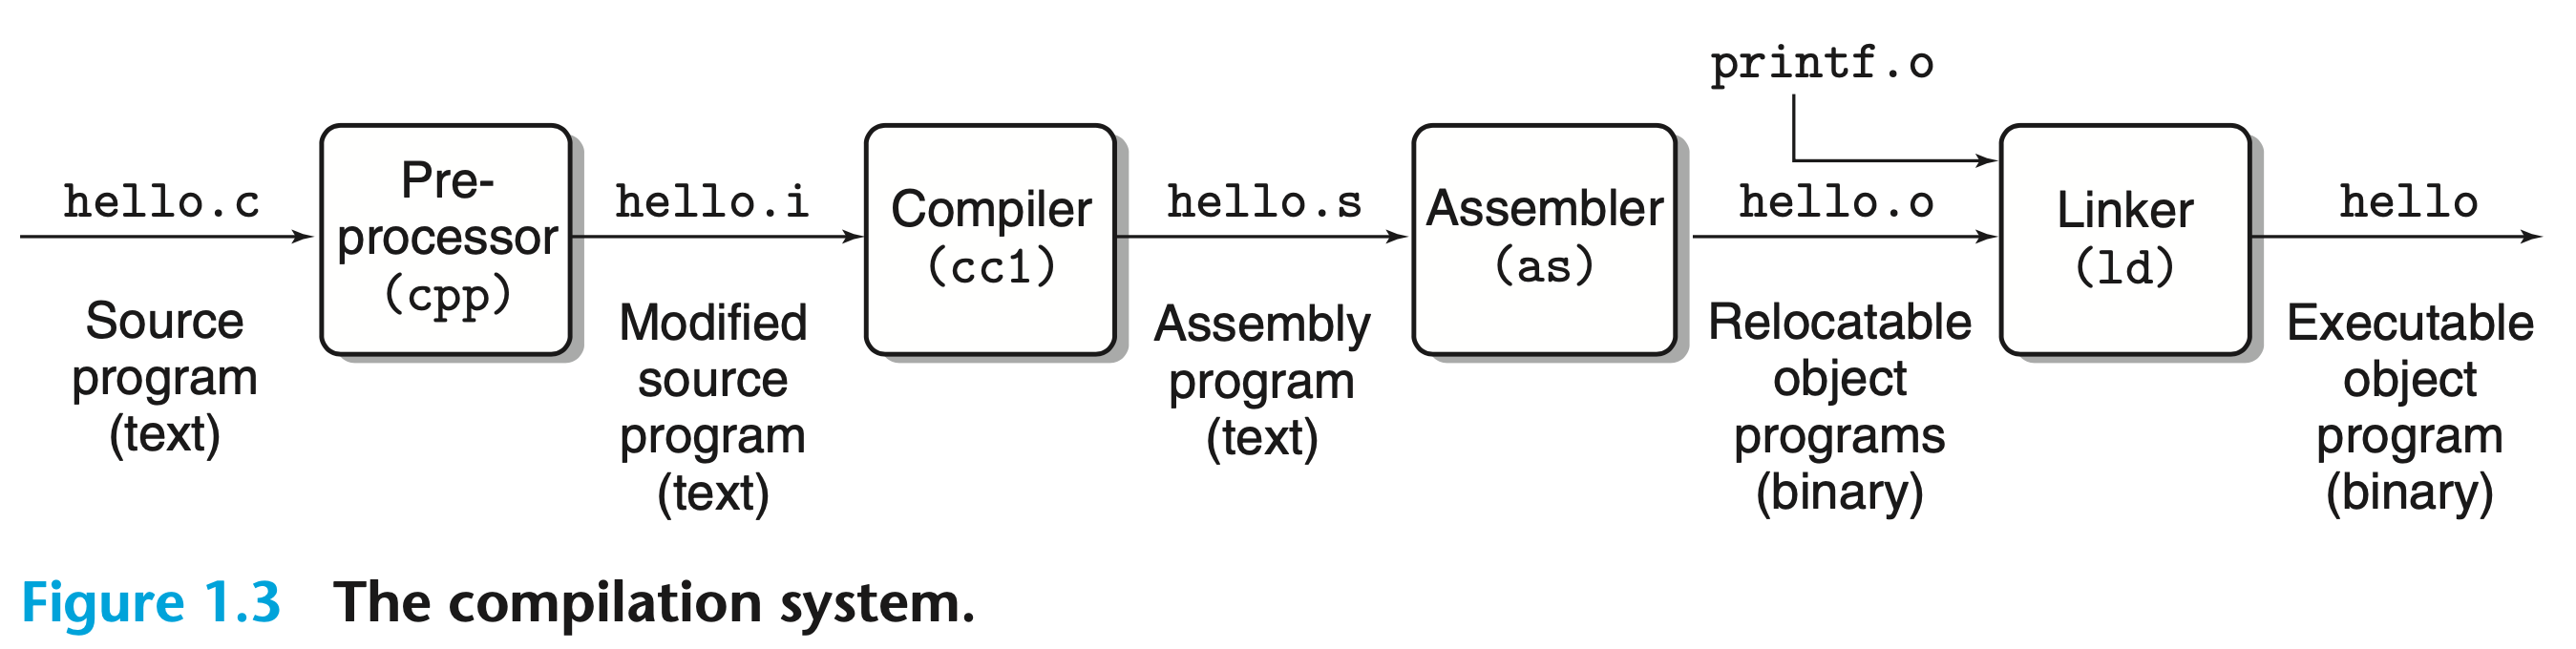 printf.o
hello.c
Pre-
processor
(cpp)
hello.i
Compiler
(cc1)
hello.s
Assembler
(as)
hello.o
Linker
(ld)
hello
Source
program
(text)
Modified
source
program
(text)
Assembly
program
(text)
Relocatable
object
programs
(binary)
Executable
object
program
(binary)
Figure 1.3 The compilation system.